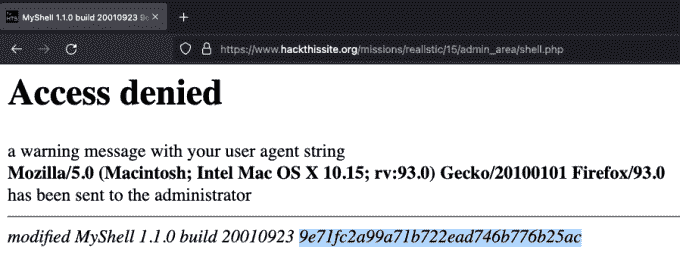 MyShell 1.1.0 build 20010923
https://www.hackthissite.org/missions/realistic/15/admin_area/shell.php
Access denied
a warning message with your user agent string
Mozilla/5.0 (Macintosh; Intel Mac OS X 10.15; rv:93.0) Gecko/20100101 Firefox/93.0
has been sent to the administrator
modified MyShell 1.1.0 build 20010923 9e71fc2a99a71b722ead746b776b25ac